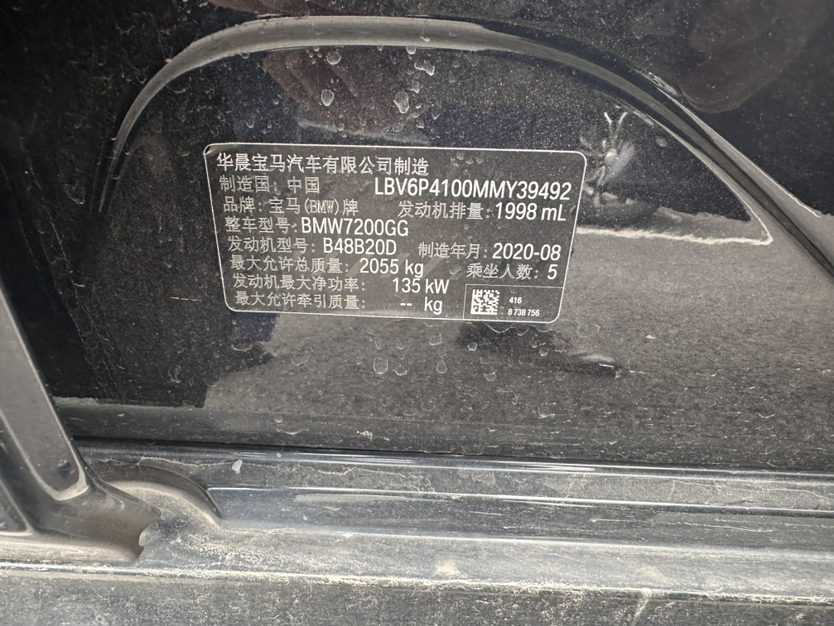 华晨宝马汽车有限公司制造
制造国: 中国 LBV6P4100MMY39492
品牌: 宝马(BMW)牌 发动机排量: 1998 mL
整车型号: BMW7200GG
发动机型号: B48B20D 制造年月: 2020-08
最大允许总质量: 2055 kg 乘坐人数: 5
发动机最大净功率: 135 kW
最大允许牵引质量: -- kg
416
8 738 756